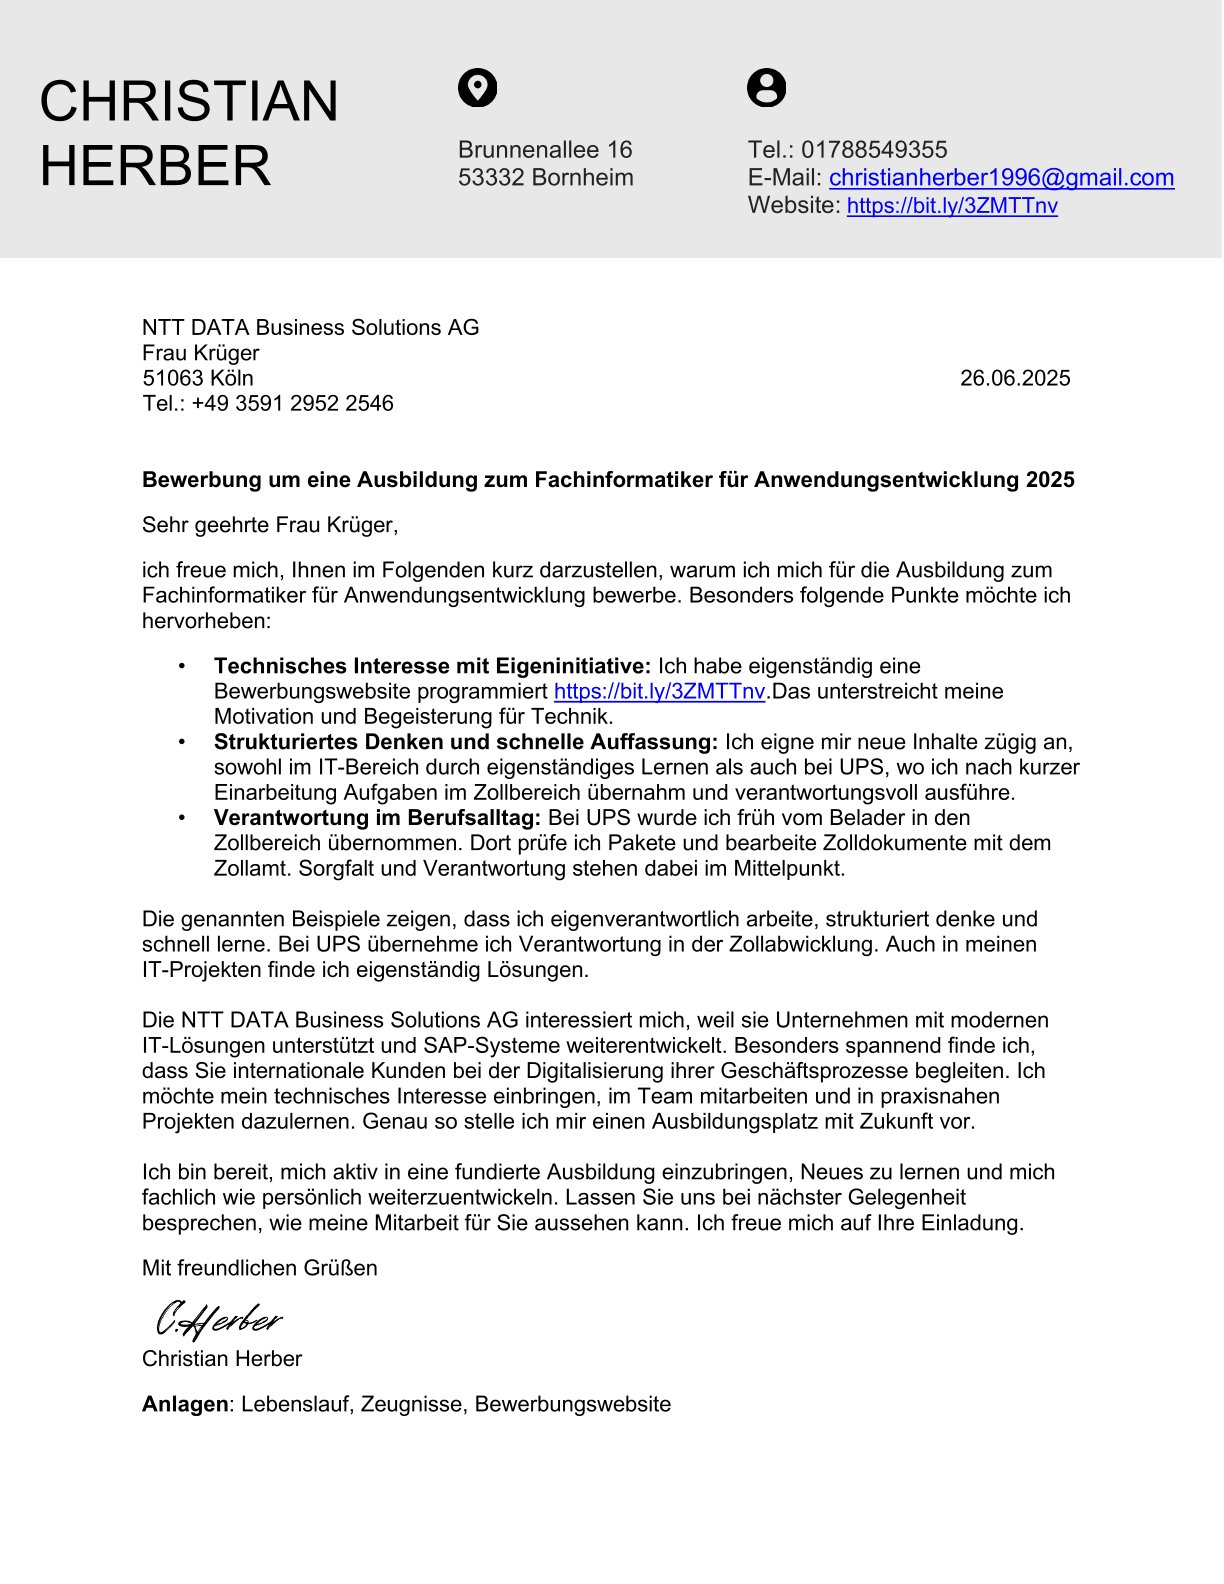 CHRISTIAN
HERBER
Brunnenallee 16
53332 Bornheim
Tel.: 01788549355
E-Mail: christianherber1996@gmail.com
Website: https://bit.ly/3ZMTTnv
NTT DATA Business Solutions AG
Frau Krüger
51063 Köln
26.06.2025
Tel.: +49 3591 2952 2546
Bewerbung um eine Ausbildung zum Fachinformatiker für Anwendungsentwicklung 2025
Sehr geehrte Frau Krüger,
ich freue mich, Ihnen im Folgenden kurz darzustellen, warum ich mich für die Ausbildung zum
Fachinformatiker für Anwendungsentwicklung bewerbe. Besonders folgende Punkte möchte ich
hervorheben:
• Technisches Interesse mit Eigeninitiative: Ich habe eigenständig eine
Bewerbungswebsite programmiert https://bit.ly/3ZMTTnv.Das unterstreicht meine
Motivation und Begeisterung für Technik.
• Strukturiertes Denken und schnelle Auffassung: Ich eigne mir neue Inhalte zügig an,
sowohl im IT-Bereich durch eigenständiges Lernen als auch bei UPS, wo ich nach kurzer
Einarbeitung Aufgaben im Zollbereich übernahm und verantwortungsvoll ausführe.
• Verantwortung im Berufsalltag: Bei UPS wurde ich früh vom Belader in den
Zollbereich übernommen. Dort prüfe ich Pakete und bearbeite Zolldokumente mit dem
Zollamt. Sorgfalt und Verantwortung stehen dabei im Mittelpunkt.
Die genannten Beispiele zeigen, dass ich eigenverantwortlich arbeite, strukturiert denke und
schnell lerne. Bei UPS übernehme ich Verantwortung in der Zollabwicklung. Auch in meinen
IT-Projekten finde ich eigenständig Lösungen.
Die NTT DATA Business Solutions AG interessiert mich, weil sie Unternehmen mit modernen
IT-Lösungen unterstützt und SAP-Systeme weiterentwickelt. Besonders spannend finde ich,
dass Sie internationale Kunden bei der Digitalisierung ihrer Geschäftsprozesse begleiten. Ich
möchte mein technisches Interesse einbringen, im Team mitarbeiten und in praxisnahen
Projekten dazulernen. Genau so stelle ich mir einen Ausbildungsplatz mit Zukunft vor.
Ich bin bereit, mich aktiv in eine fundierte Ausbildung einzubringen, Neues zu lernen und mich
fachlich wie persönlich weiterzuentwickeln. Lassen Sie uns bei nächster Gelegenheit
besprechen, wie meine Mitarbeit für Sie aussehen kann. Ich freue mich auf Ihre Einladung.
Mit freundlichen Grüßen
C.Herber
Christian Herber
Anlagen: Lebenslauf, Zeugnisse, Bewerbungswebsite